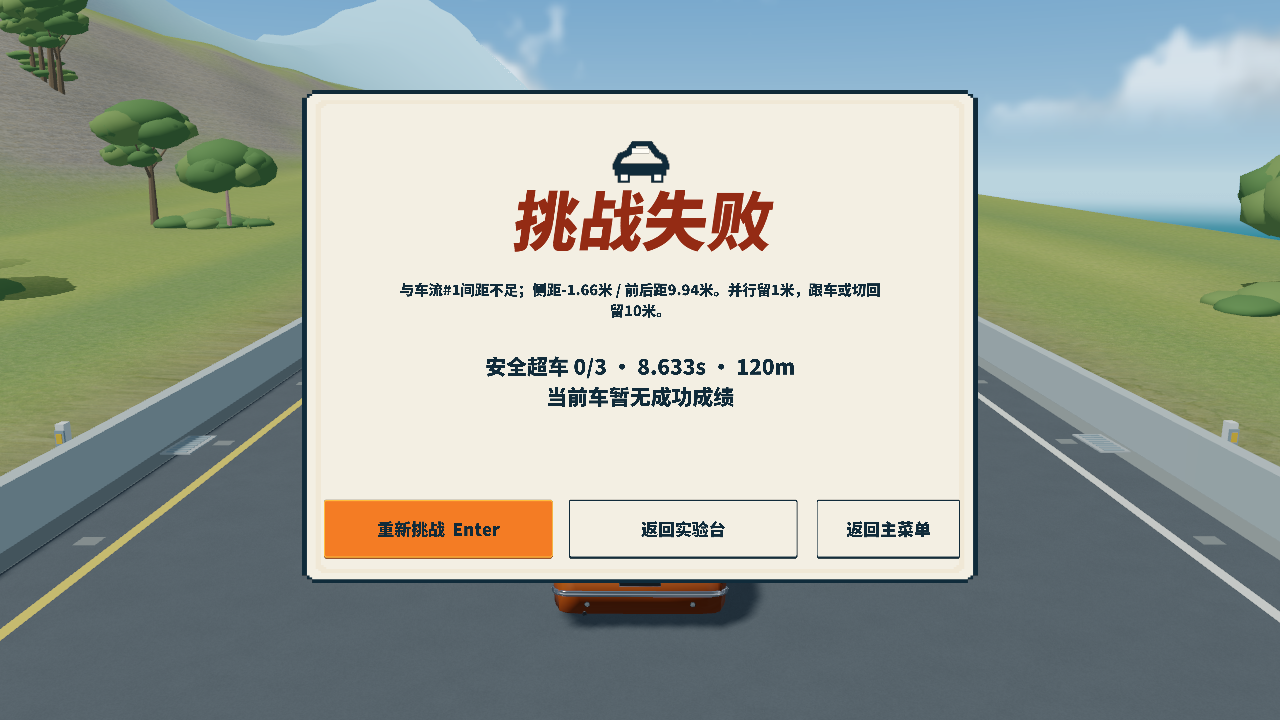 挑战失败
与车流#1间距不足；侧距-1.66米 / 前后距9.94米。并行留1米，跟车或切回
留10米。
安全超车 0/3 · 8.633s · 120m
当前车暂无成功成绩
重新挑战 Enter
返回实验台
返回主菜单